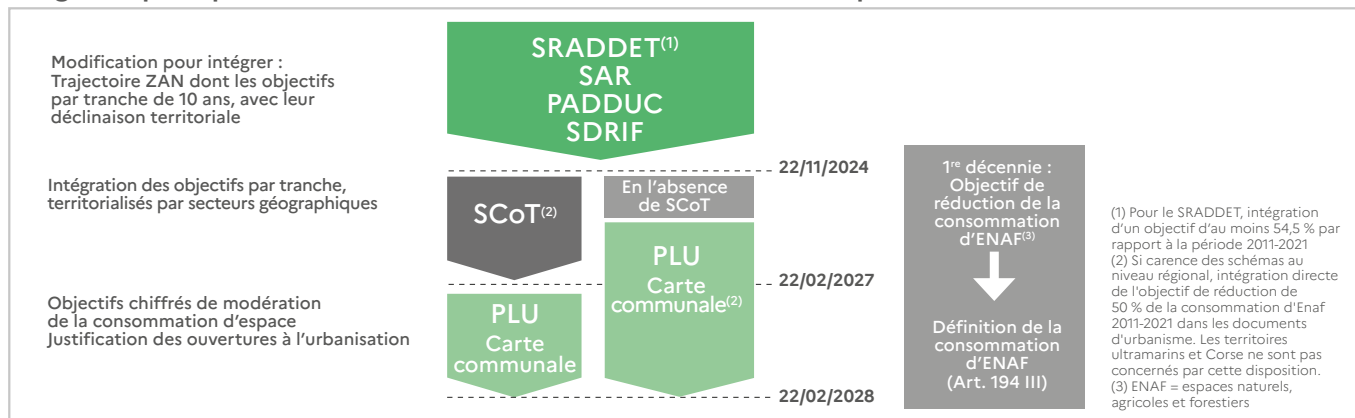 Modification pour intégrer :
Trajectoire ZAN dont les objectifs
par tranche de 10 ans, avec leur
déclinaison territoriale
SRADDET(1)
SAR
PADDUC
SDRIF
22/11/2024
Intégration des objectifs par tranche,
territorialisés par secteurs géographiques
SCoT(2)
En l’absence
de SCoT
PLU
Carte
communale(2)
22/02/2027
Objectifs chiffrés de modération
de la consommation d’espace
Justification des ouvertures à l’urbanisation
PLU
Carte
communale
22/02/2028
1re décennie :
Objectif de
réduction de la
consommation
d’ENAF(3)
Définition de la
consommation
d’ENAF
(Art. 194 III)
(1) Pour le SRADDET, intégration
d’un objectif d’au moins 54,5 % par
rapport à la période 2011-2021
(2) Si carence des schémas au
niveau régional, intégration directe
de l'objectif de réduction de
50 % de la consommation d'Enaf
2011-2021 dans les documents
d'urbanisme. Les territoires
ultramarins et Corse ne sont pas
concernés par cette disposition.
(3) ENAF = espaces naturels,
agricoles et forestiers